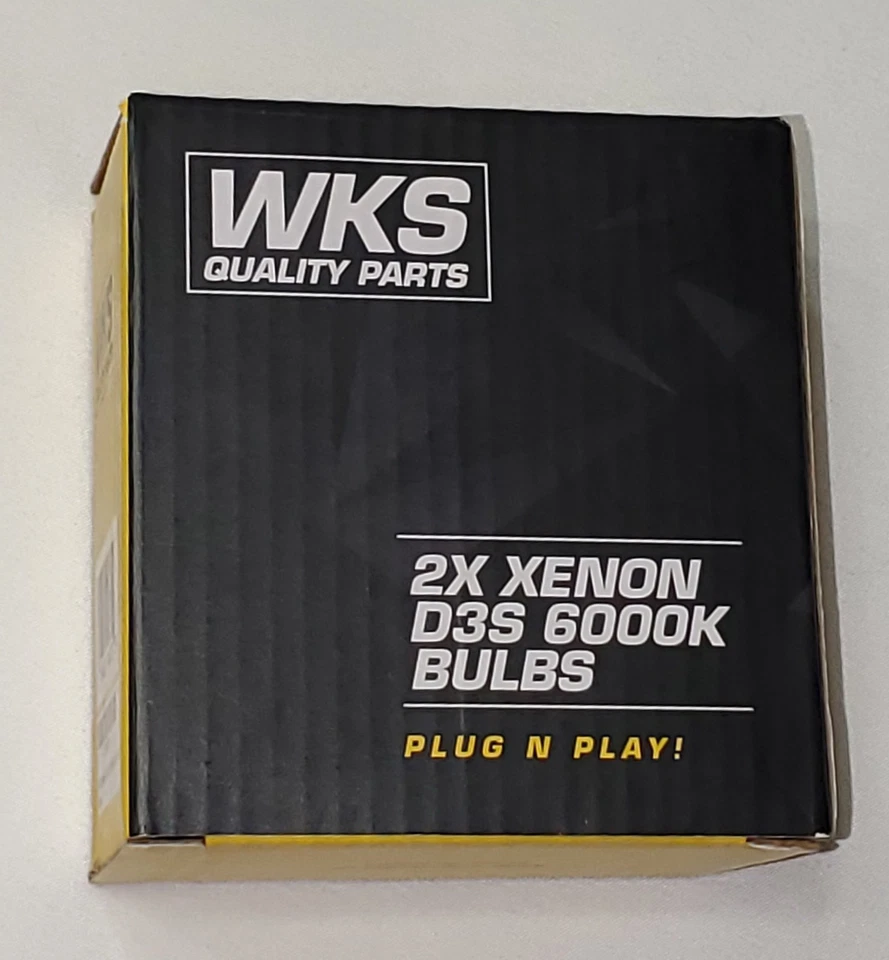 WKS
QUALITY PARTS
2X XENON
D3S 6000K
BULBS
PLUG N PLAY!